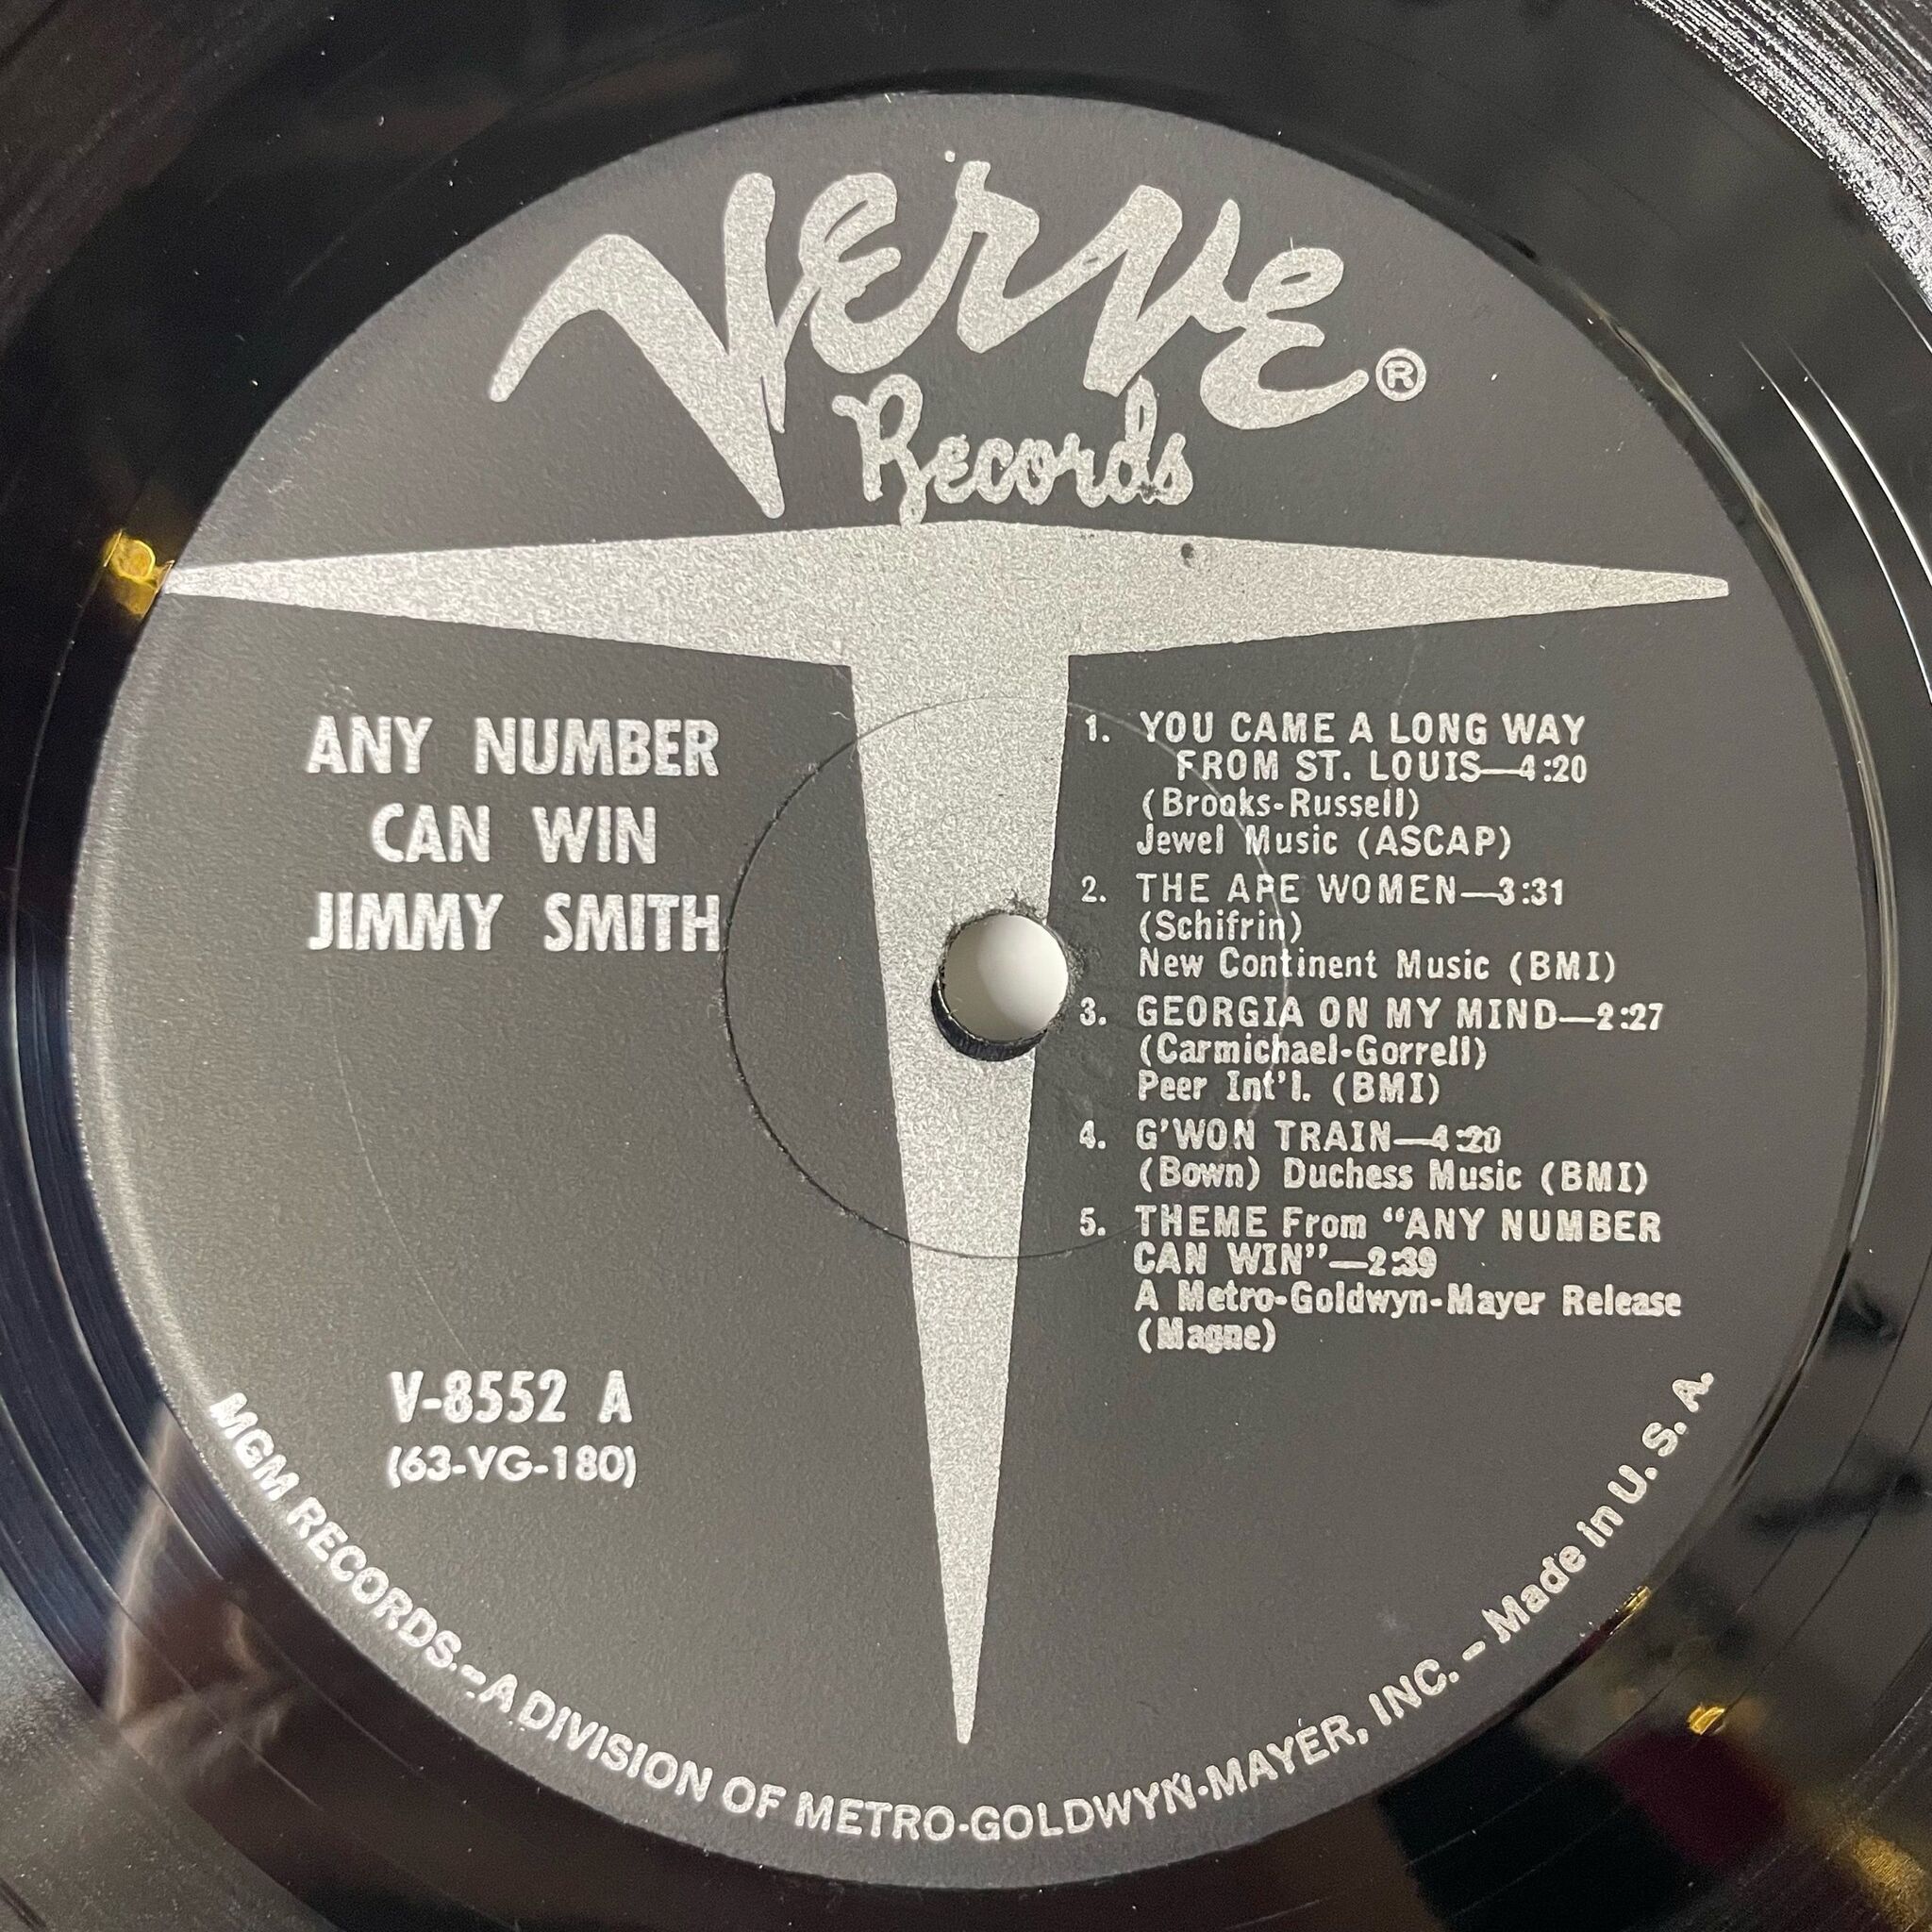 Verve ®
Records
ANY NUMBER
CAN WIN
JIMMY SMITH
1. YOU CAME A LONG WAY
FROM ST. LOUIS—4:20
(Brooks-Russell)
Jewel Music (ASCAP)
2. THE APE WOMEN—3:31
(Schifrin)
New Continent Music (BMI)
3. GEORGIA ON MY MIND—2:27
(Carmichael-Gorrell)
Peer Int'l. (BMI)
4. G'WON TRAIN—4:20
(Bown) Duchess Music (BMI)
5. THEME From “ANY NUMBER
CAN WIN”—2:39
A Metro-Goldwyn-Mayer Release
(Magne)
V-8552 A
(63-VG-180)
MGM RECORDS.–A DIVISION OF METRO-GOLDWYN-MAYER, INC. – Made in U. S. A.